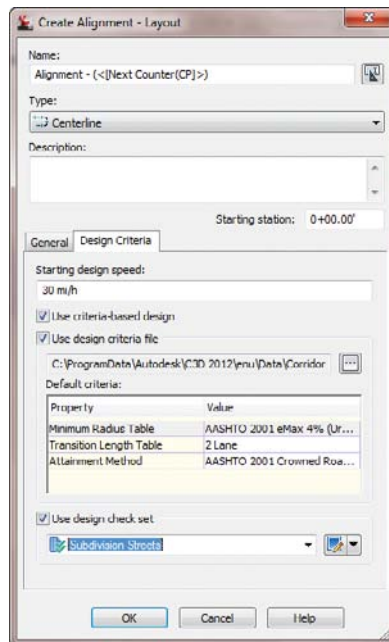 Create Alignment - Layout
Name:
Alignment - (<[Next Counter(CP)]>)
Type:
Centerline
Description:
Starting station: 0+00.00'
General Design Criteria
Starting design speed:
30 mi/h
Use criteria-based design
Use design criteria file
C:\ProgramData\Autodesk\C3D 2012\enu\Data\Corridor
...
Default criteria:
Property Value
Minimum Radius Table AASHTO 2001 eMax 4% (Ur...
Transition Length Table 2 Lane
Attainment Method AASHTO 2001 Crowned Roa...
Use design check set
Subdivision Streets
OK Cancel Help